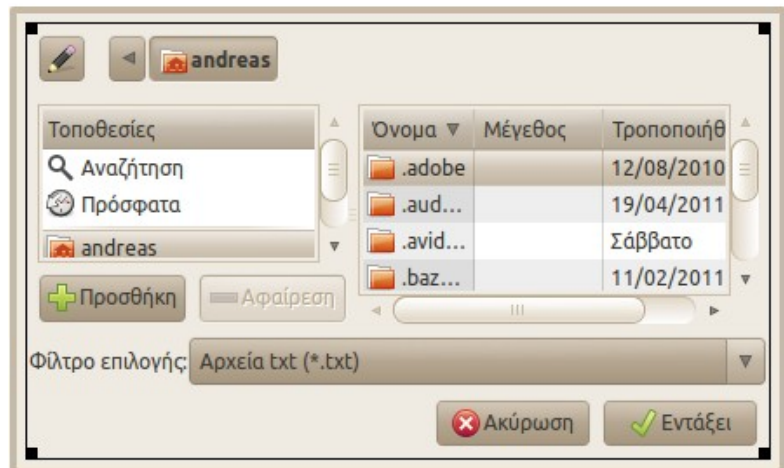 andreas
Τοποθεσίες
Αναζήτηση
Πρόσφατα
andreas
Προσθήκη Αφαίρεση
Όνομα Μέγεθος Τροποποιήθ
.adobe 12/08/2010
.aud... 19/04/2011
.avid... Σάββατο
.baz... 11/02/2011
Φίλτρο επιλογής: Αρχεία txt (*.txt)
Ακύρωση Εντάξει